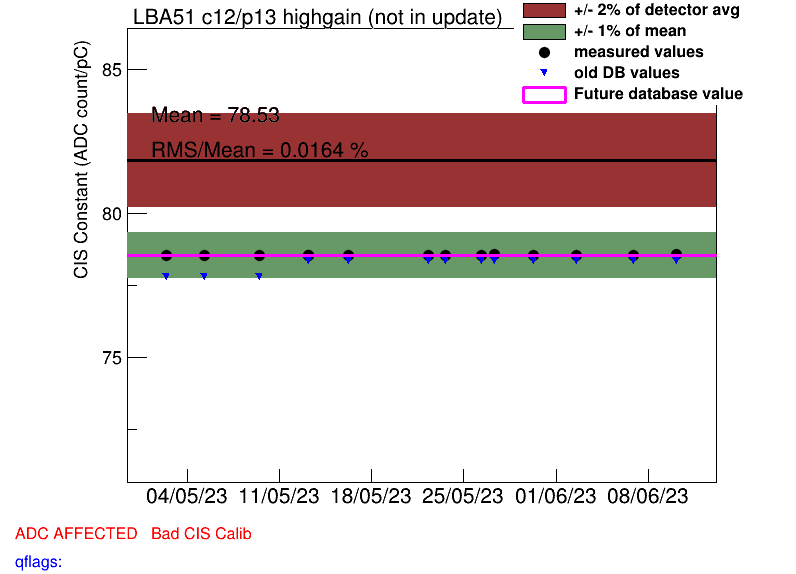 LBA51 c12/p13 highgain (not in update)
+/- 2% of detector avg
+/- 1% of mean
measured values
old DB values
Future database value
CIS Constant (ADC count/pC)
85
80
75
Mean = 78.53
RMS/Mean = 0.0164 %
04/05/23 11/05/23 18/05/23 25/05/23 01/06/23 08/06/23
ADC AFFECTED Bad CIS Calib
qflags: